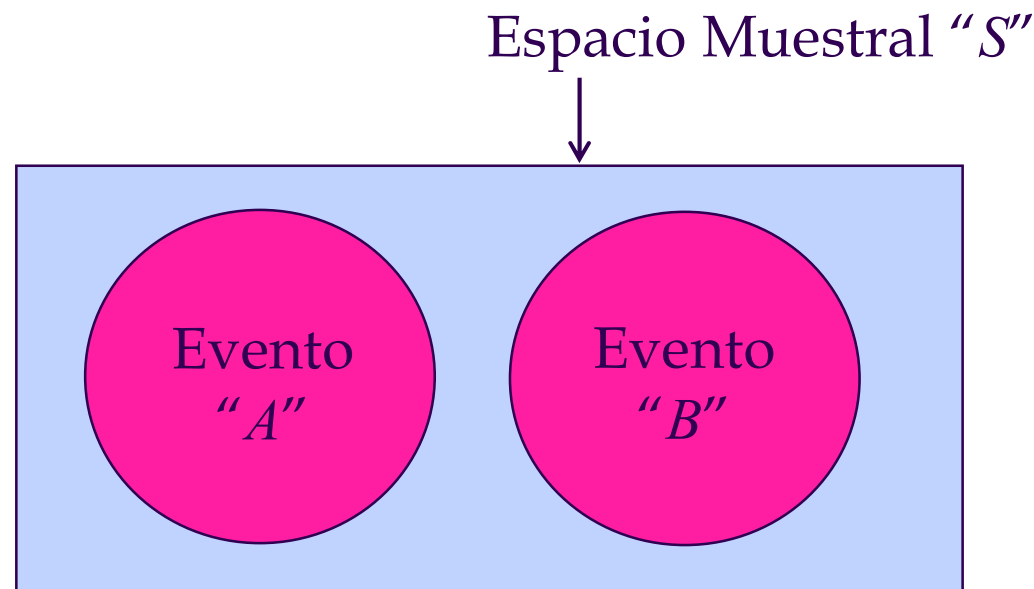 Espacio Muestral “S”
Evento
“A”
Evento
“B”